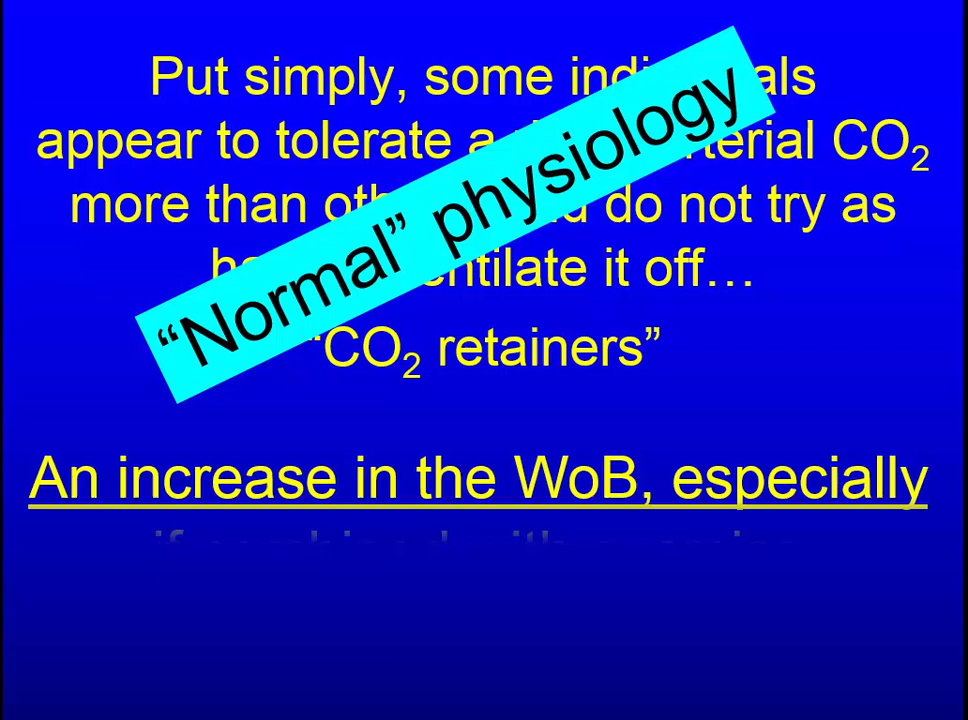 Put simply, some indi als
appear to tolerate a terial CO2
more than oth do not try as
entilate it off…
“CO2 retainers”
“Normal” physiology
An increase in the WoB, especially